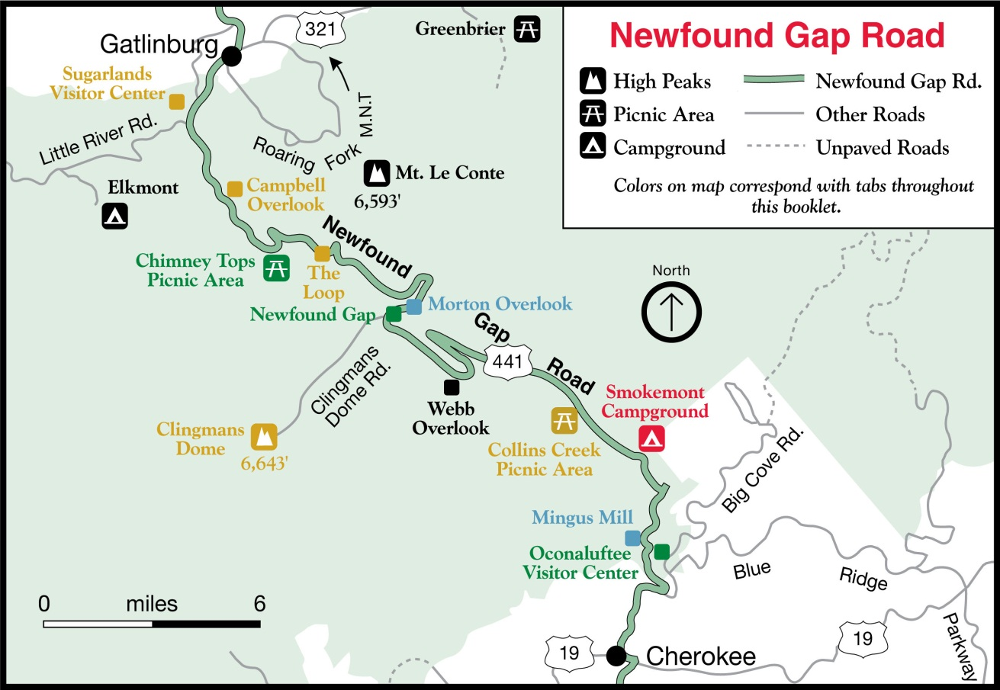 Newfound Gap Road
High Peaks
Newfound Gap Rd.
Picnic Area
Other Roads
Campground
Unpaved Roads
Colors on map correspond with tabs throughout
this booklet.
Gatlinburg
321
Greenbrier
Sugarlands
Visitor Center
Little River Rd.
M.N.T
Roaring
Fork
Mt. Le Conte
6,593'
Elkmont
Campbell
Overlook
Newfound
Chimney Tops
Picnic Area
The
Loop
North
Newfound Gap
Morton Overlook
Gap
441
Road
Clingmans
Dome Rd.
Webb
Overlook
Smokemont
Campground
Clingmans
Dome
6,643'
Collins Creek
Picnic Area
Big Cove Rd.
Mingus Mill
Oconaluftee
Visitor Center
Blue
Ridge
Parkway
0 miles 6
19
Cherokee
19